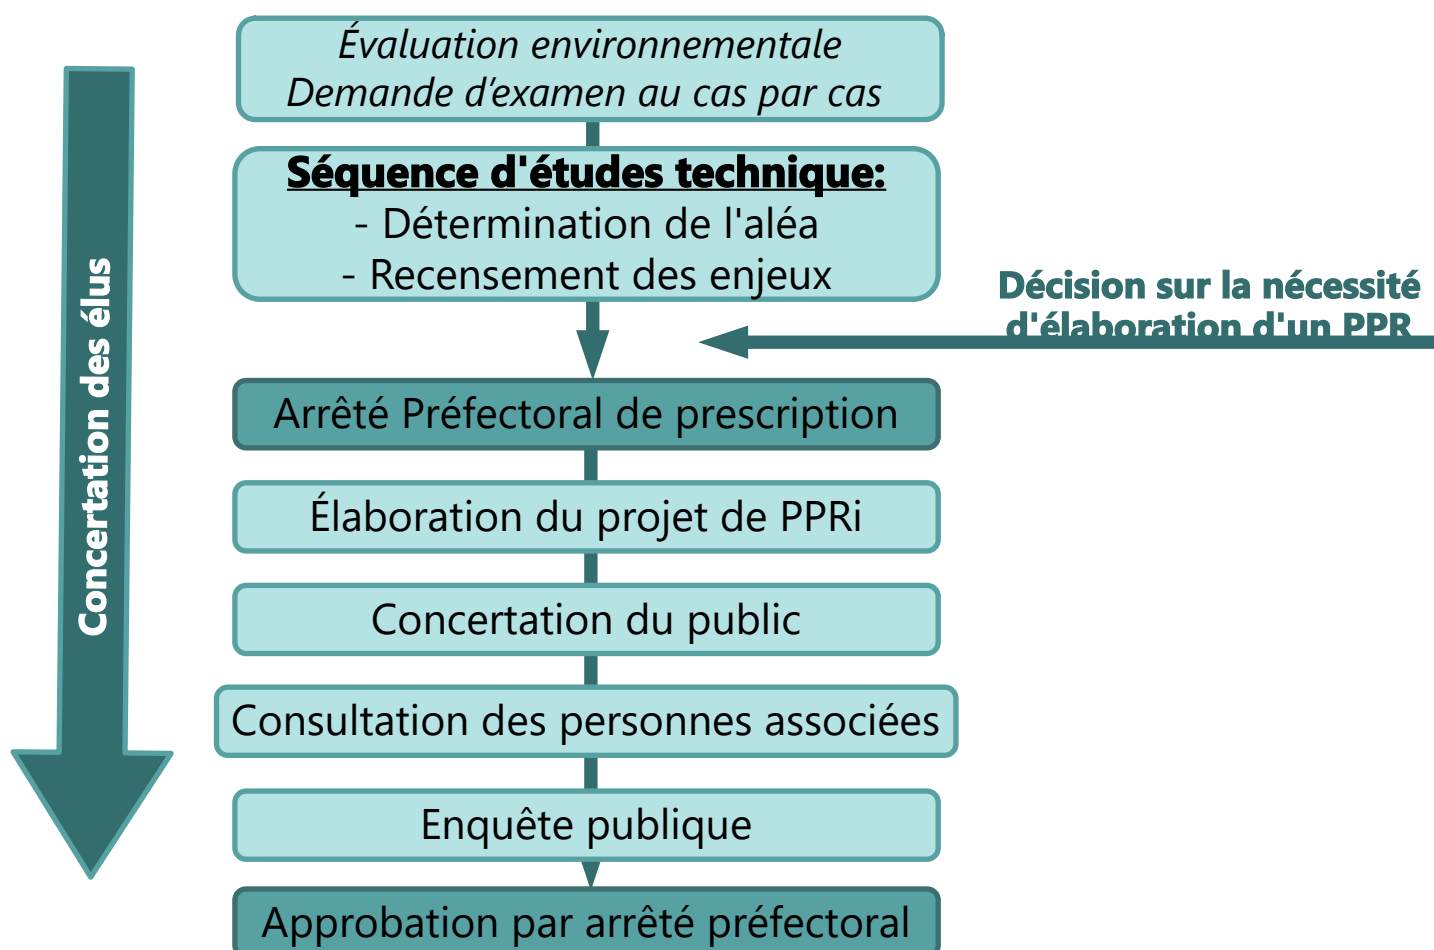 Évaluation environnementale
Demande d'examen au cas par cas
Séquence d'études technique:
- Détermination de l'aléa
- Recensement des enjeux
Décision sur la nécessité
d'élaboration d'un PPR
Concertation des élus
Arrêté Préfectoral de prescription
Élaboration du projet de PPRi
Concertation du public
Consultation des personnes associées
Enquête publique
Approbation par arrêté préfectoral